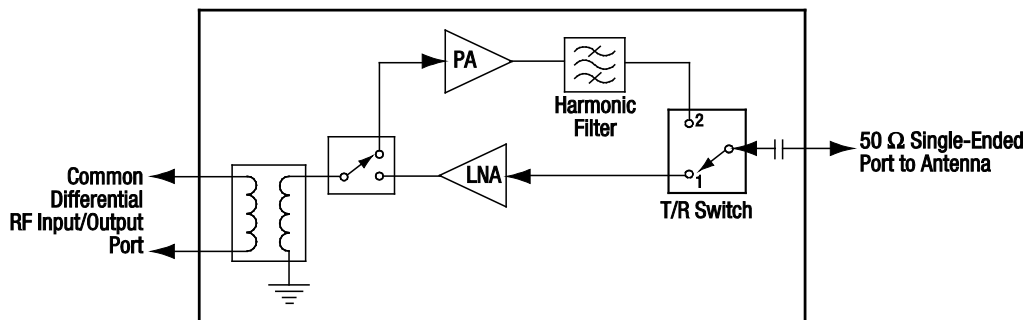 PA
Harmonic
Filter
2
50 Ω Single-Ended
Port to Antenna
LNA
1
T/R Switch
Common
Differential
RF Input/Output
Port